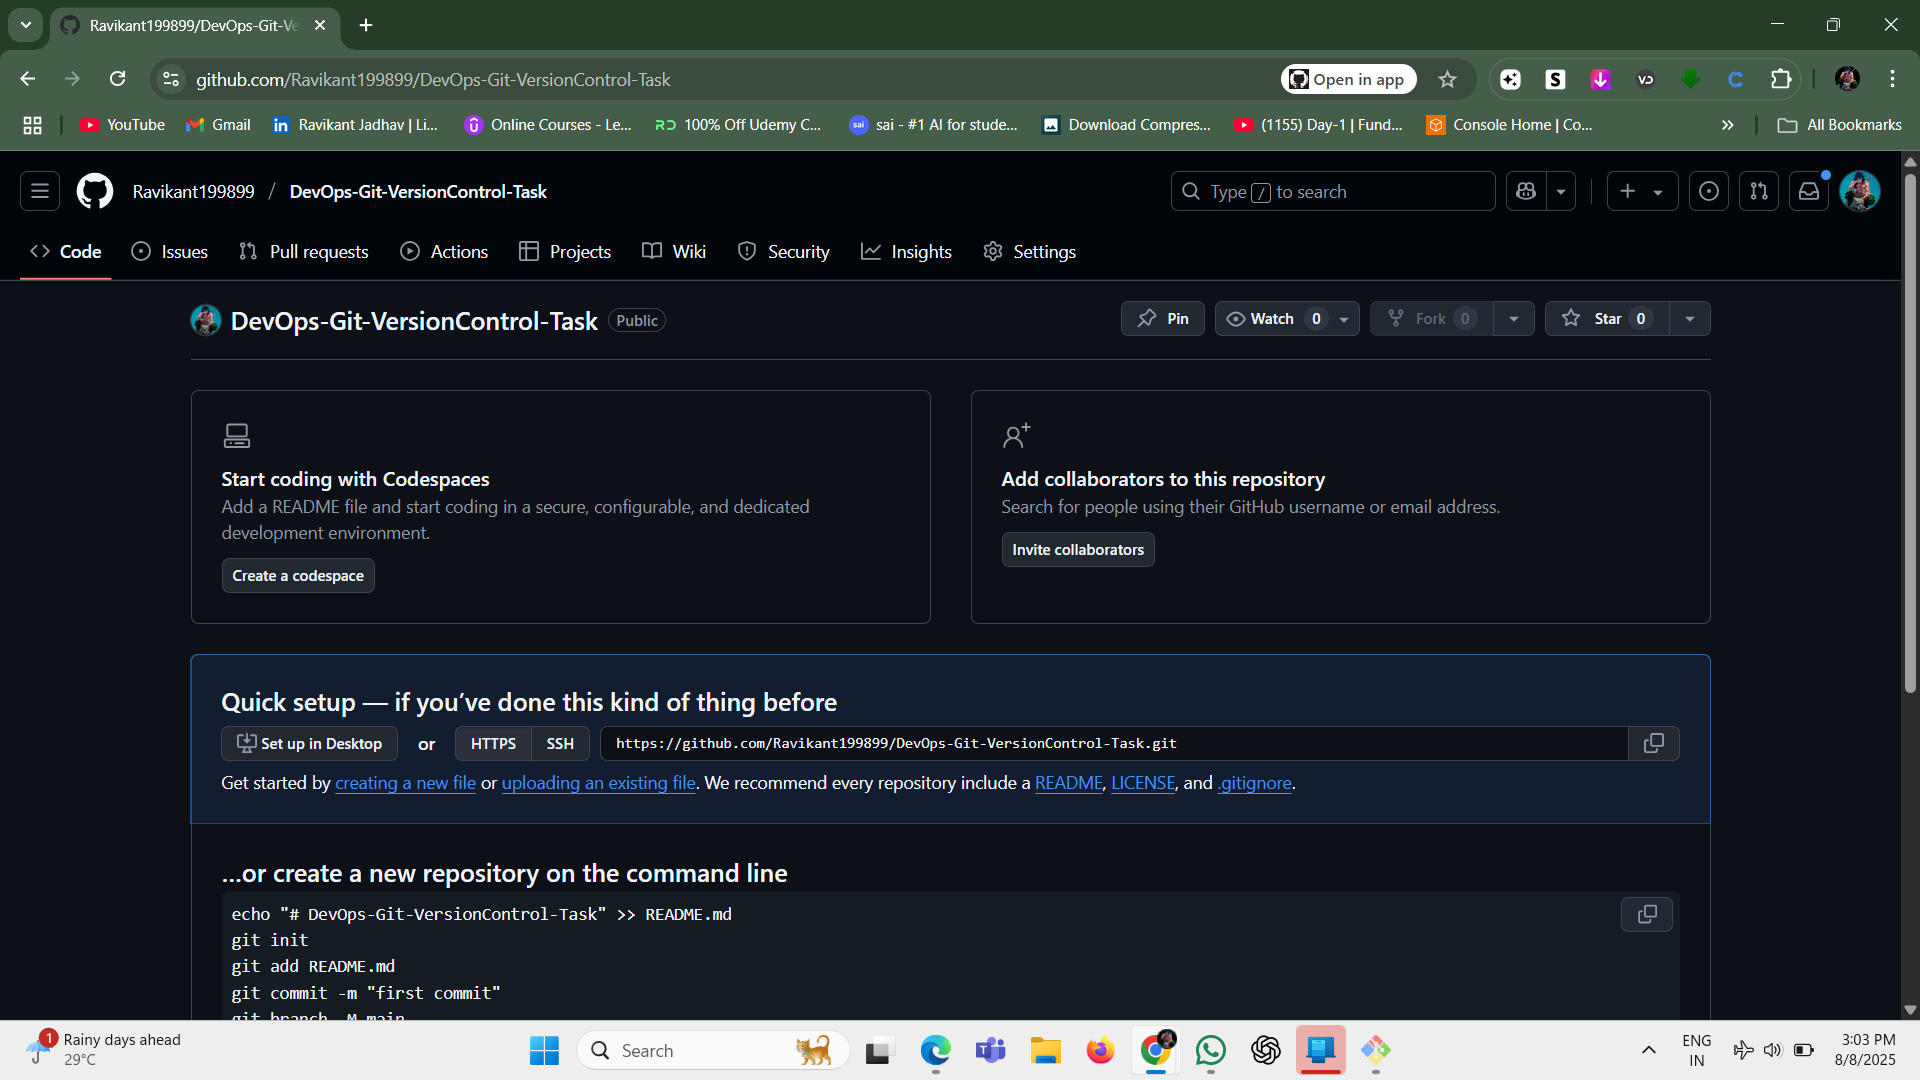 Ravikant199899/DevOps-Git-Ve
github.com/Ravikant199899/DevOps-Git-VersionControl-Task
Open in app
S
VD
C
YouTube
Gmail
in Ravikant Jadhav | Li...
Online Courses - Le...
RD 100% Off Udemy C...
sai sai - #1 AI for stude...
Download Compres...
(1155) Day-1 | Fund...
Console Home | Co...
All Bookmarks
Ravikant199899 / DevOps-Git-VersionControl-Task
Type / to search
Code
Issues
Pull requests
Actions
Projects
Wiki
Security
Insights
Settings
DevOps-Git-VersionControl-Task Public
Pin
Watch 0
Fork 0
Star 0
Start coding with Codespaces
Add a README file and start coding in a secure, configurable, and dedicated
development environment.
Create a codespace
Add collaborators to this repository
Search for people using their GitHub username or email address.
Invite collaborators
Quick setup — if you’ve done this kind of thing before
Set up in Desktop or HTTPS SSH https://github.com/Ravikant199899/DevOps-Git-VersionControl-Task.git
Get started by creating a new file or uploading an existing file. We recommend every repository include a README, LICENSE, and .gitignore.
…or create a new repository on the command line
echo "# DevOps-Git-VersionControl-Task" >> README.md
git init
git add README.md
git commit -m "first commit"
git branch -M main
1
Rainy days ahead
29°C
Search
ENG
IN
3:03 PM
8/8/2025